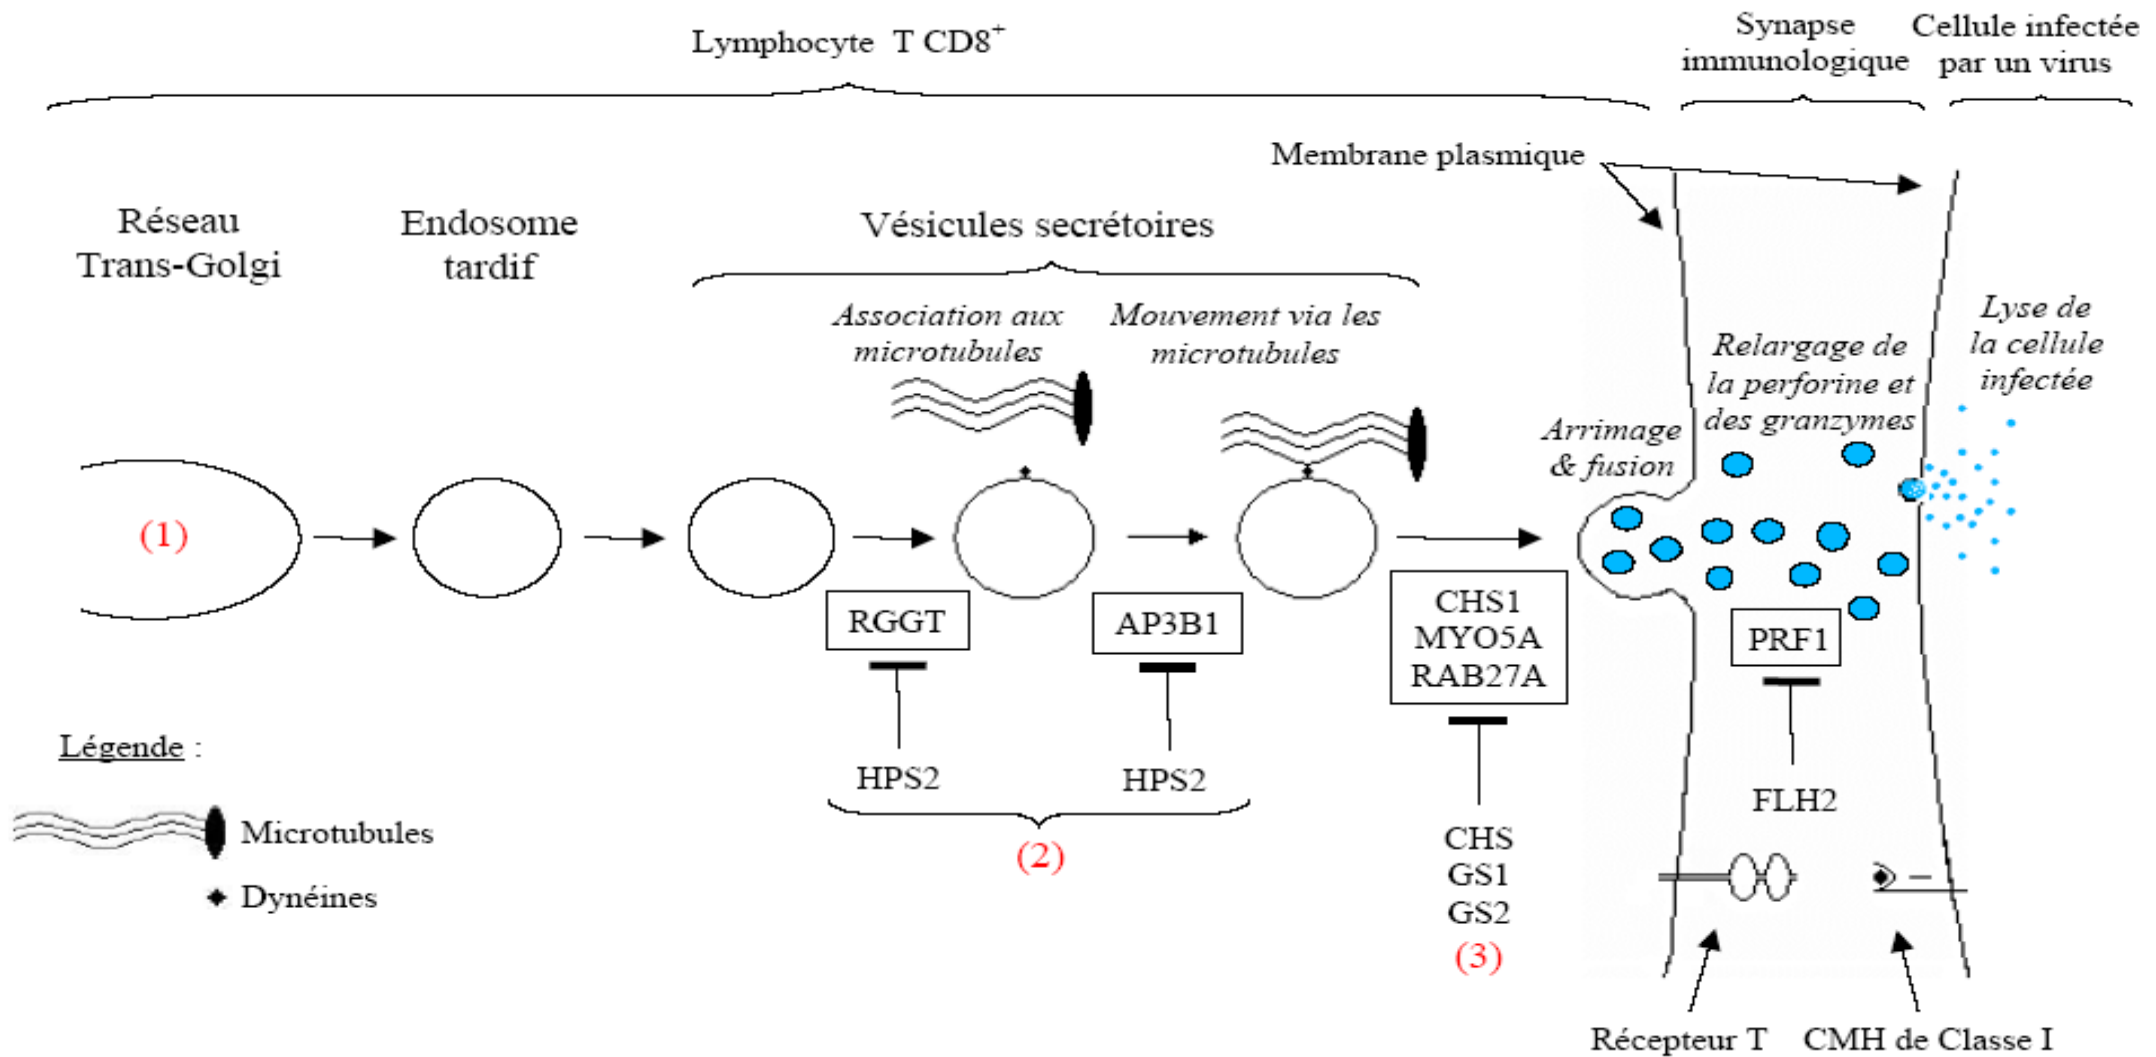 Lymphocyte T CD8+
Synapse
immunologique
Cellule infectée
par un virus
Membrane plasmique
Réseau
Trans-Golgi
Endosome
tardif
Vésicules secrétoires
Association aux
microtubules
Mouvement via les
microtubules
Arrimage
& fusion
Relargage de
la perforine et
des granzymes
Lyse de
la cellule
infectée
(1)
RGGT
AP3B1
CHS1
MYO5A
RAB27A
PRF1
HPS2
HPS2
(2)
CHS
GS1
GS2
(3)
FLH2
Légende :
Microtubules
Dynéines
Récepteur T
CMH de Classe I